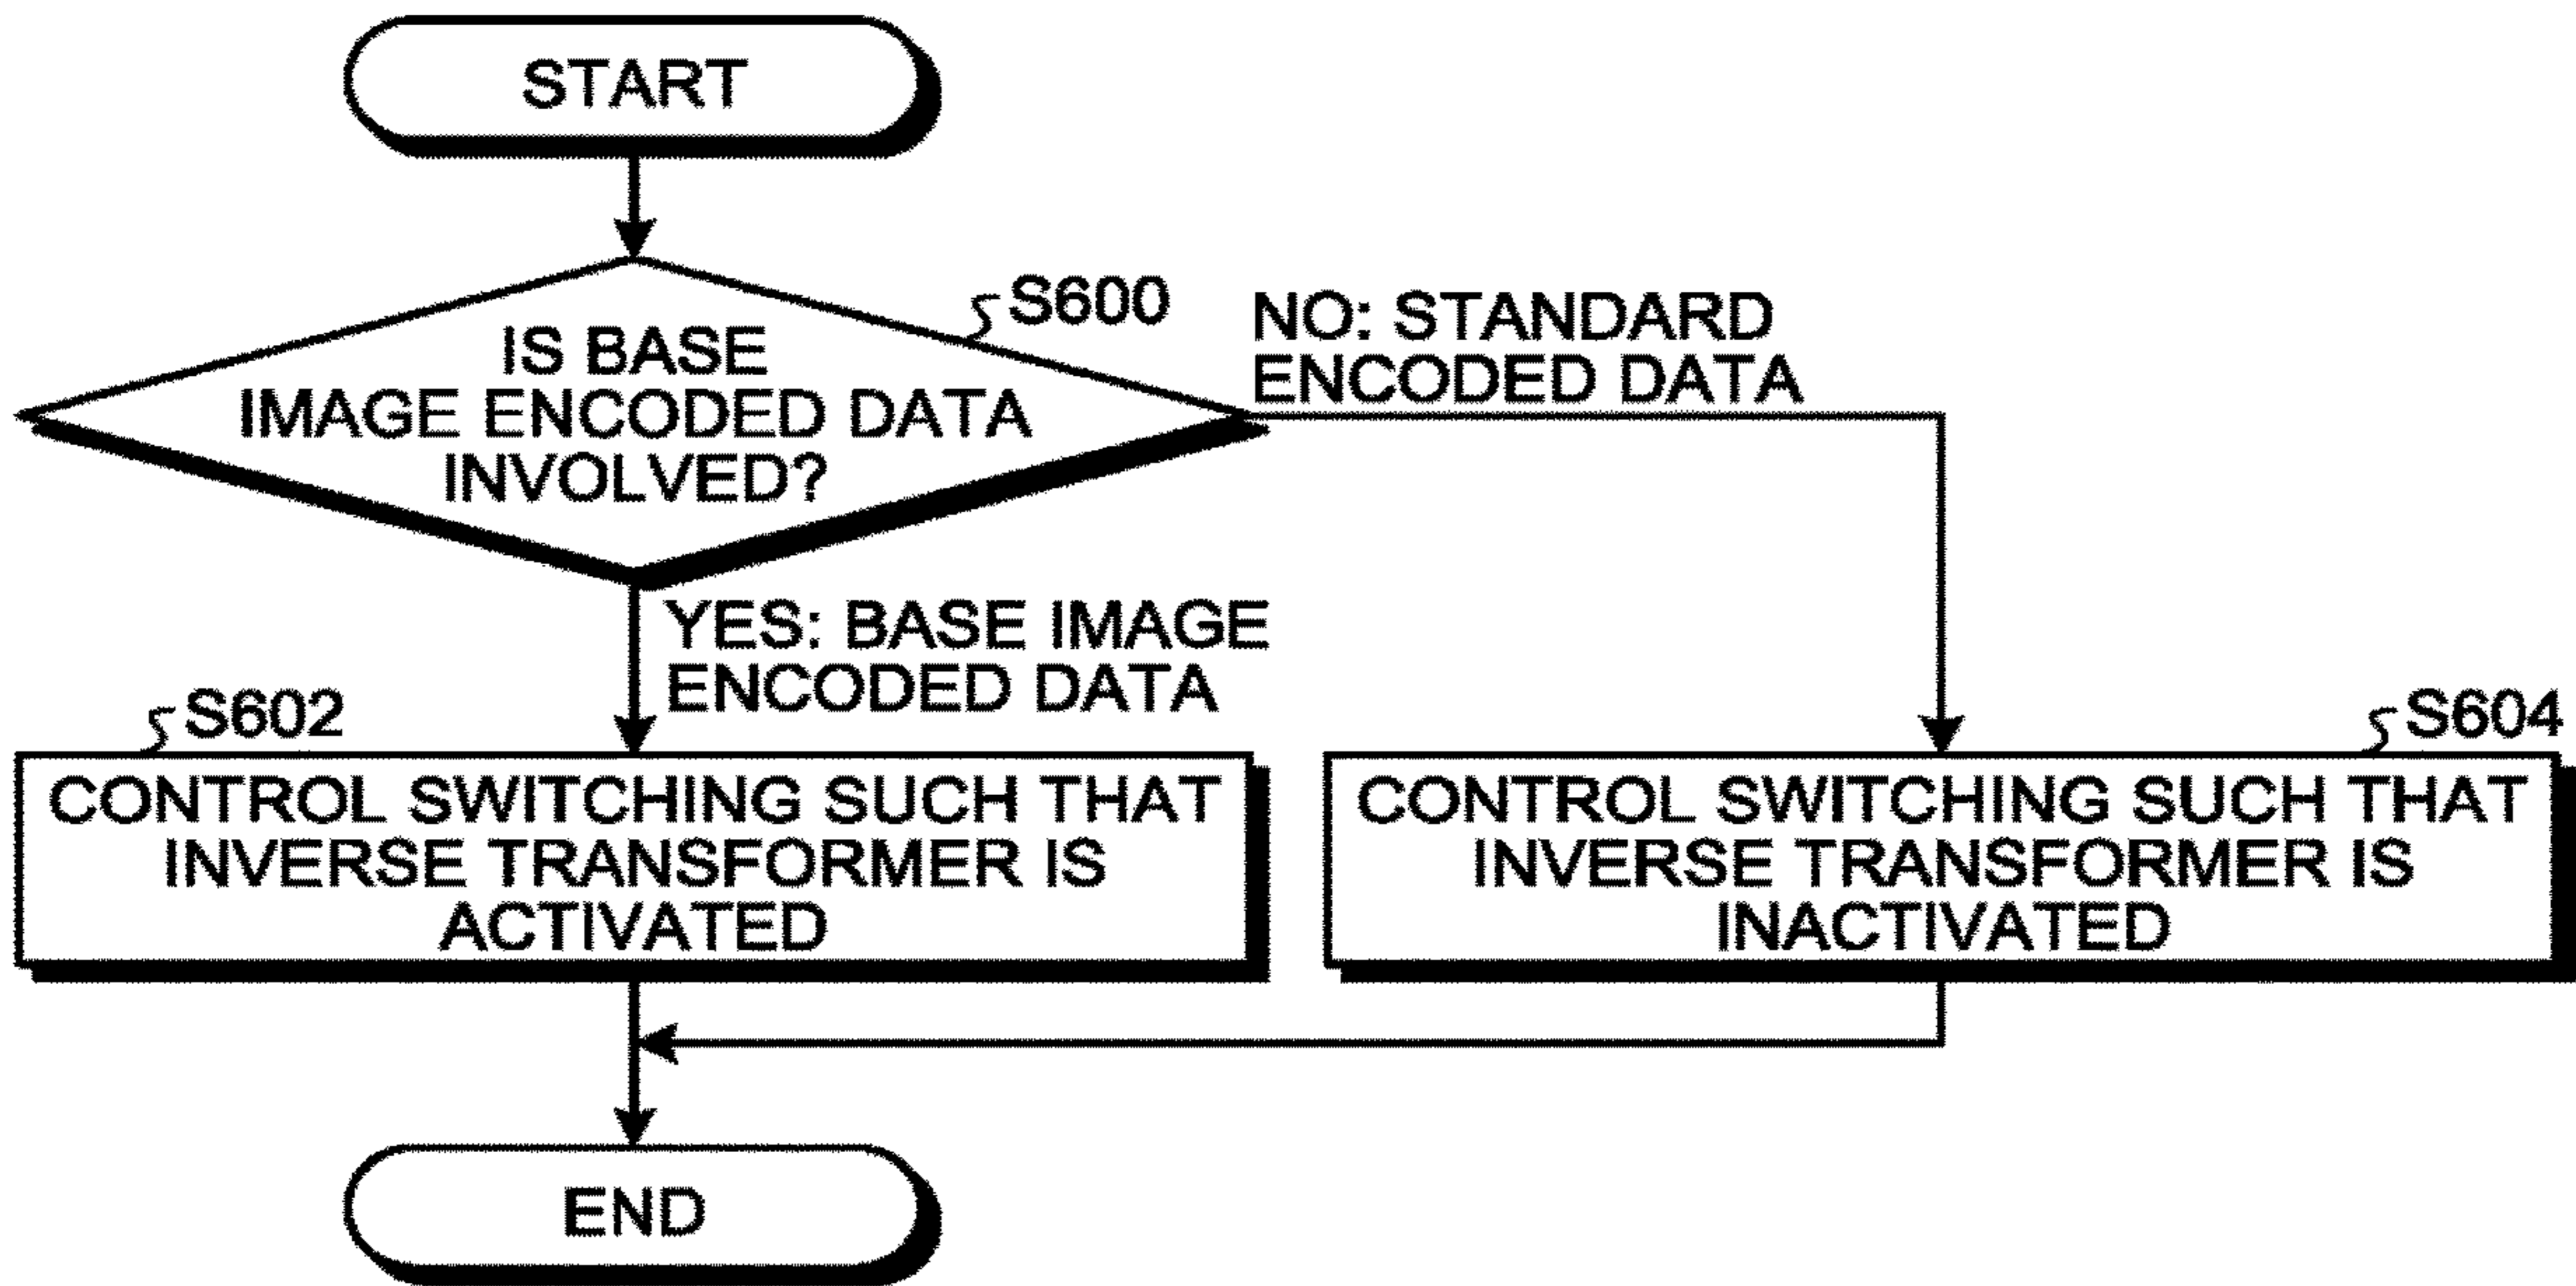 START
S600
IS BASE
IMAGE ENCODED DATA
INVOLVED?
NO: STANDARD
ENCODED DATA
YES: BASE IMAGE
ENCODED DATA
S602
CONTROL SWITCHING SUCH THAT
INVERSE TRANSFORMER IS
ACTIVATED
S604
CONTROL SWITCHING SUCH THAT
INVERSE TRANSFORMER IS
INACTIVATED
END